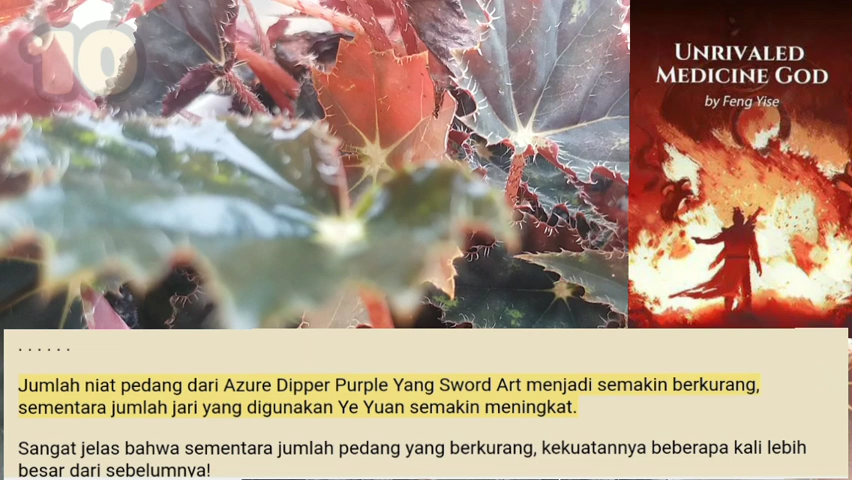 10
UNRIVALED
MEDICINE GOD
by Feng Yise
. . . . . .
Jumlah niat pedang dari Azure Dipper Purple Yang Sword Art menjadi semakin berkurang,
sementara jumlah jari yang digunakan Ye Yuan semakin meningkat.
Sangat jelas bahwa sementara jumlah pedang yang berkurang, kekuatannya beberapa kali lebih
besar dari sebelumnya!